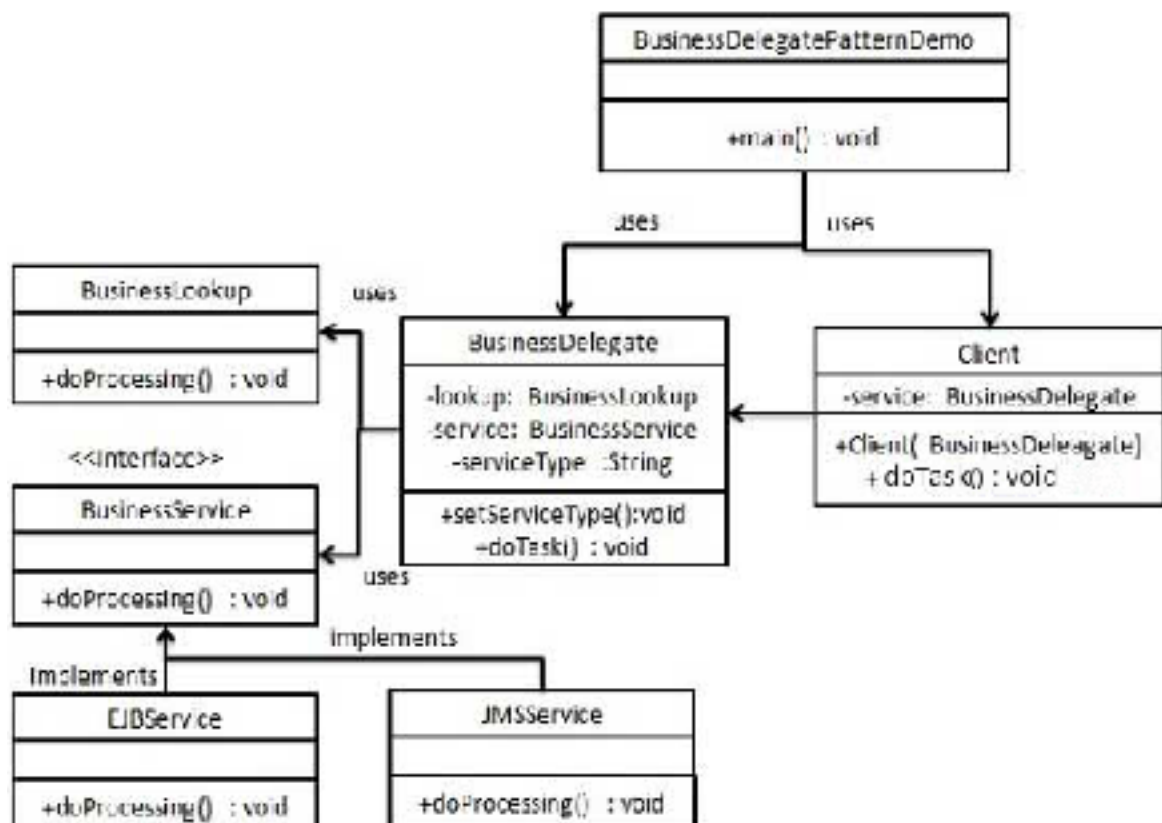 BusinessDelegatePatternDemo
+main() : void
uses
uses
BusinessLookup
+doProcessing() : void
uses
BusinessDelegate
-lookup: BusinessLookup
-service: BusinessService
-serviceType :String
+setServiceType():void
+doTask() : void
Client
-service: BusinessDelegate
+Client( BusinessDeleagate)
+doTask() : void
<<Interface>>
BusinessService
+doProcessing() : void
uses
Implements
Implements
EJBService
+doProcessing() : void
JMSService
+doProcessing() : void